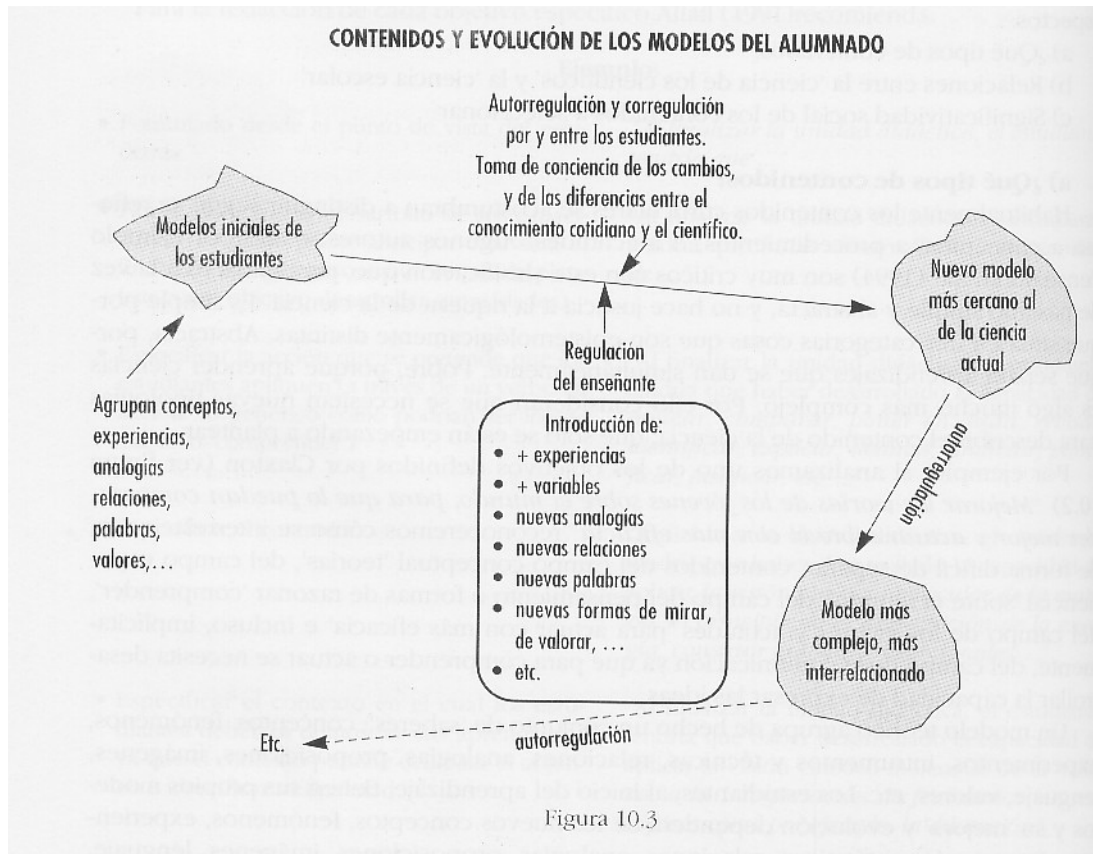 CONTENIDOS Y EVOLUCIÓN DE LOS MODELOS DEL ALUMNADO
Autorregulación y corregulación
por y entre los estudiantes.
Toma de conciencia de los cambios,
y de las diferencias entre el
conocimiento cotidiano y el científico.
Modelos iniciales de
los estudiantes
Nuevo modelo
más cercano al
de la ciencia
actual
Regulación
del enseñante
Agrupan conceptos,
experiencias,
analogías
relaciones,
palabras,
valores,...
Introducción de:
• + experiencias
• + variables
• nuevas analogías
• nuevas relaciones
• nuevas palabras
• nuevas formas de mirar,
de valorar, ...
• etc.
autorregulación
Modelo más
complejo, más
interrelacionado
autorregulación
Etc.
Figura 10.3